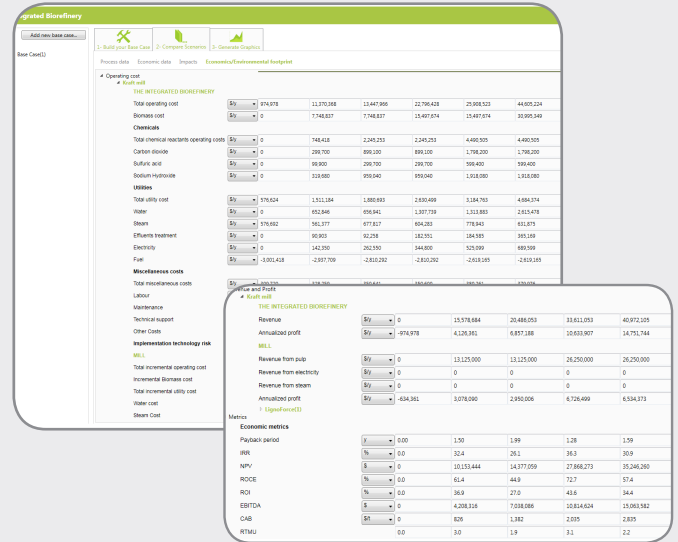 egrated Biorefinery
Add new base case..
Base Case(1)
1- Build your Base Case 2- Compare Scenarios 3- Generate Graphics
Process data Economic data Impacts Economics/Environmental footprint
Operating cost
Kraft mill
THE INTEGRATED BIOREFINERY
Total operating cost $/y 974,978 11,370,368 13,447,966 22,796,428 25,908,523 44,605,224
Biomass cost $/y 0 7,748,837 7,748,837 15,497,674 15,497,674 30,995,349
Chemicals
Total chemical reactants operating costs $/y 0 748,418 2,245,253 2,245,253 4,490,505 4,490,505
Carbon dioxide $/y 0 299,700 899,100 899,100 1,798,200 1,798,200
Sulfuric acid $/y 0 99,900 299,700 299,700 599,400 599,400
Sodium Hydroxide $/y 0 319,680 959,040 959,040 1,918,080 1,918,080
Utilities
Total utility cost $/y 576,624 1,511,184 1,880,693 2,630,499 3,184,763 4,684,374
Water $/y 0 652,646 656,941 1,307,739 1,313,883 2,615,478
Steam $/y 576,692 561,377 677,817 604,283 778,943 631,875
Effluents treatment $/y 0 90,903 92,258 182,551 184,585 365,169
Electricity $/y 0 142,350 262,550 344,800 525,099 689,599
Fuel $/y -3,001,418 -2,937,709 -2,810,292 -2,810,292 -2,619,165 -2,619,165
Miscellaneous costs
Total miscellaneous costs $/y
Labour
Maintenance
Technical support
Other Costs
Implementation technology risk
MILL
Total incremental operating cost
Incremental Biomass cost
Total incremental utility cost
Water cost
Steam Cost
enue and Profit
Kraft mill
THE INTEGRATED BIOREFINERY
Revenue $/y 0 15,578,684 20,486,053 33,611,053 40,972,105
Annualized profit $/y -974,978 4,126,361 6,857,188 10,633,907 14,751,744
MILL
Revenue from pulp $/y 0 13,125,000 13,125,000 26,250,000 26,250,000
Revenue from electricity $/y 0 0 0 0 0
Revenue from steam $/y 0 0 0 0 0
Annualized profit $/y -634,361 3,078,090 2,950,006 6,726,499 6,534,373
LignoForce(1)
Metrics
Economic metrics
Payback period y 0.00 1.50 1.99 1.28 1.59
IRR % 0.0 32.4 26.1 36.3 30.9
NPV $ 0 10,153,444 14,377,059 27,868,273 35,246,260
ROCE % 0.0 61.4 44.9 72.7 57.4
ROI % 0.0 36.9 27.0 43.6 34.4
EBITDA $ 0 4,208,316 7,038,086 10,814,624 15,063,582
CAB $/t 0 826 1,382 2,035 2,835
RTMU 0.0 3.0 1.9 3.1 2.2